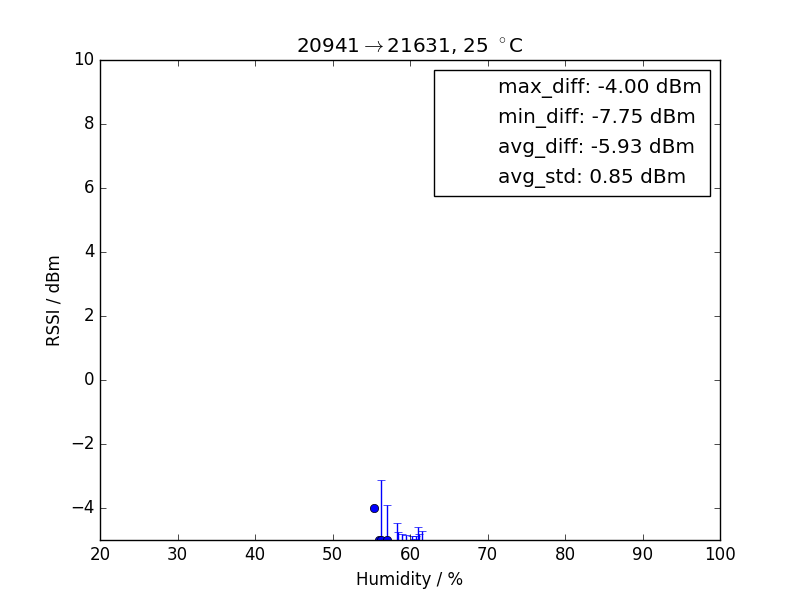 20941→21631, 25 °C
max_diff: -4.00 dBm
min_diff: -7.75 dBm
avg_diff: -5.93 dBm
avg_std: 0.85 dBm
RSSI / dBm
10
8
6
4
2
0
−2
−4
20 30 40 50 60 70 80 90 100
Humidity / %